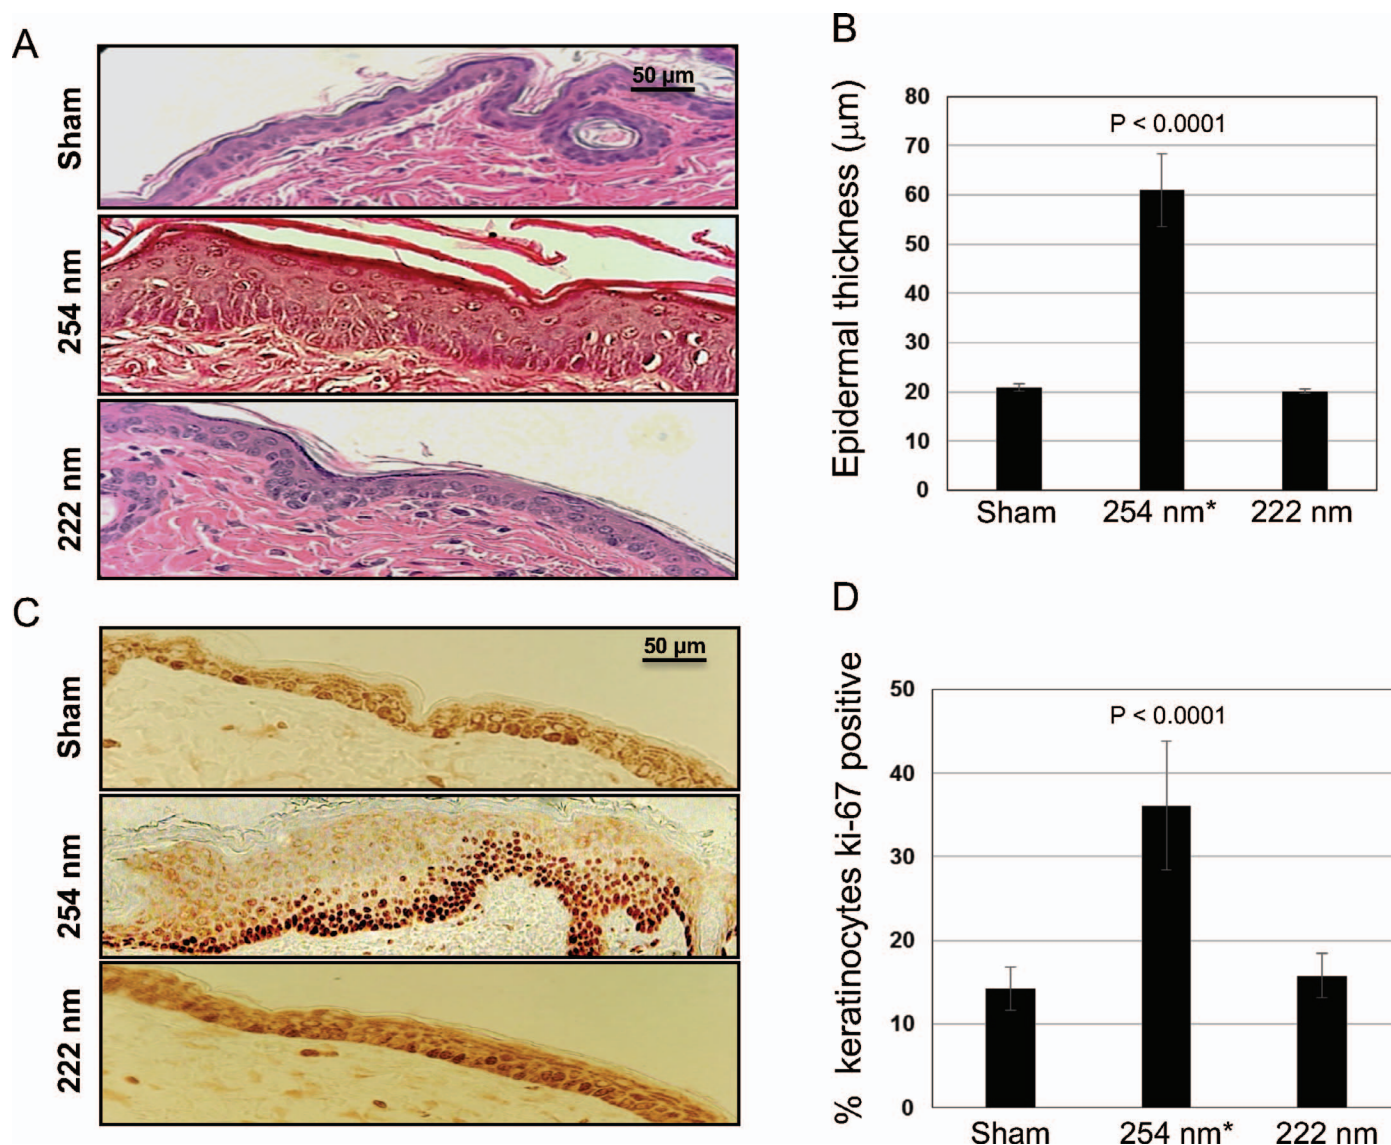 A
Sham
50 µm
254 nm
222 nm
B
Epidermal thickness (µm)
80
70
60
50
40
30
20
10
0
P < 0.0001
Sham 254 nm* 222 nm
C
Sham
50 µm
254 nm
222 nm
D
% keratinocytes ki-67 positive
50
40
30
20
10
0
P < 0.0001
Sham 254 nm* 222 nm